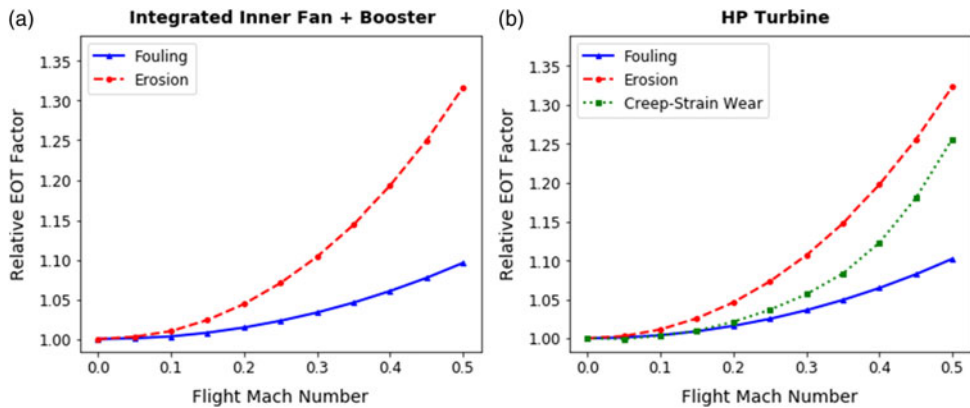 (a) Integrated Inner Fan + Booster
Fouling
Erosion
Relative EOT Factor
1.35
1.30
1.25
1.20
1.15
1.10
1.05
1.00
0.0 0.1 0.2 0.3 0.4 0.5
Flight Mach Number
(b) HP Turbine
Fouling
Erosion
Creep-Strain Wear
Relative EOT Factor
1.35
1.30
1.25
1.20
1.15
1.10
1.05
1.00
0.0 0.1 0.2 0.3 0.4 0.5
Flight Mach Number